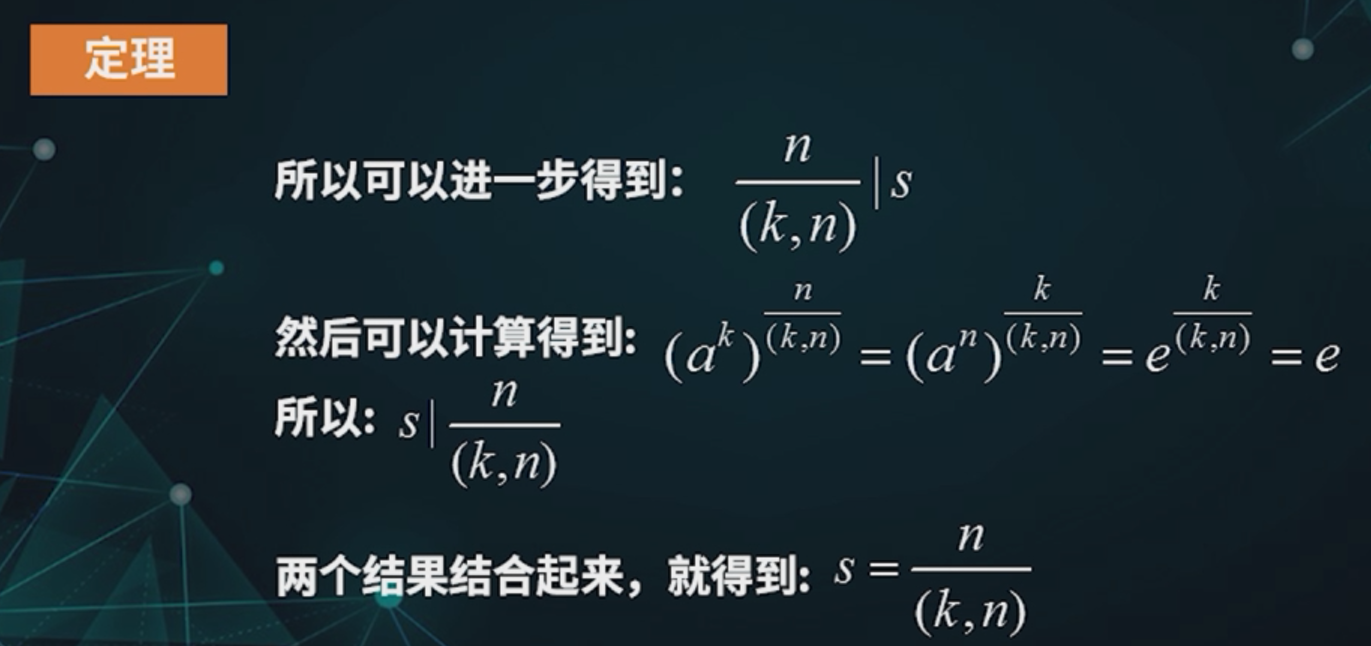 定理
所以可以进一步得到： $\frac{n}{(k,n)} | s$
然后可以计算得到: $(a^k)^{\frac{n}{(k,n)}} = (a^n)^{\frac{k}{(k,n)}} = e^{\frac{k}{(k,n)}} = e$
所以: $s | \frac{n}{(k,n)}$
两个结果结合起来，就得到: $s = \frac{n}{(k,n)}$